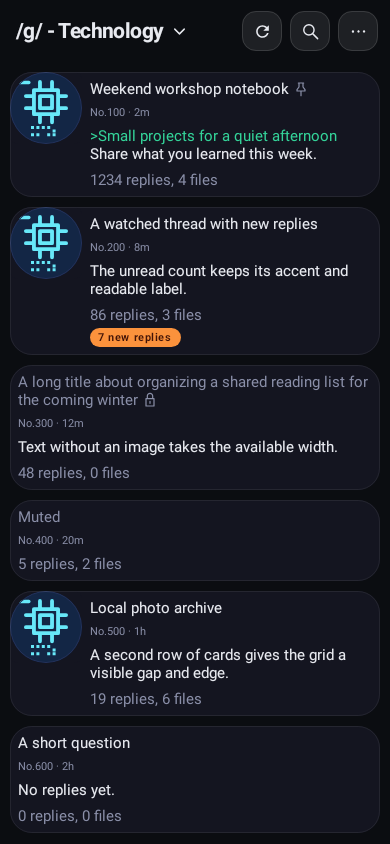 /g/ - Technology
Weekend workshop notebook
No.100 · 2m
>Small projects for a quiet afternoon
Share what you learned this week.
1234 replies, 4 files
A watched thread with new replies
No.200 · 8m
The unread count keeps its accent and
readable label.
86 replies, 3 files
7 new replies
A long title about organizing a shared reading list for
the coming winter
No.300 · 12m
Text without an image takes the available width.
48 replies, 0 files
Muted
No.400 · 20m
5 replies, 2 files
Local photo archive
No.500 · 1h
A second row of cards gives the grid a
visible gap and edge.
19 replies, 6 files
A short question
No.600 · 2h
No replies yet.
0 replies, 0 files